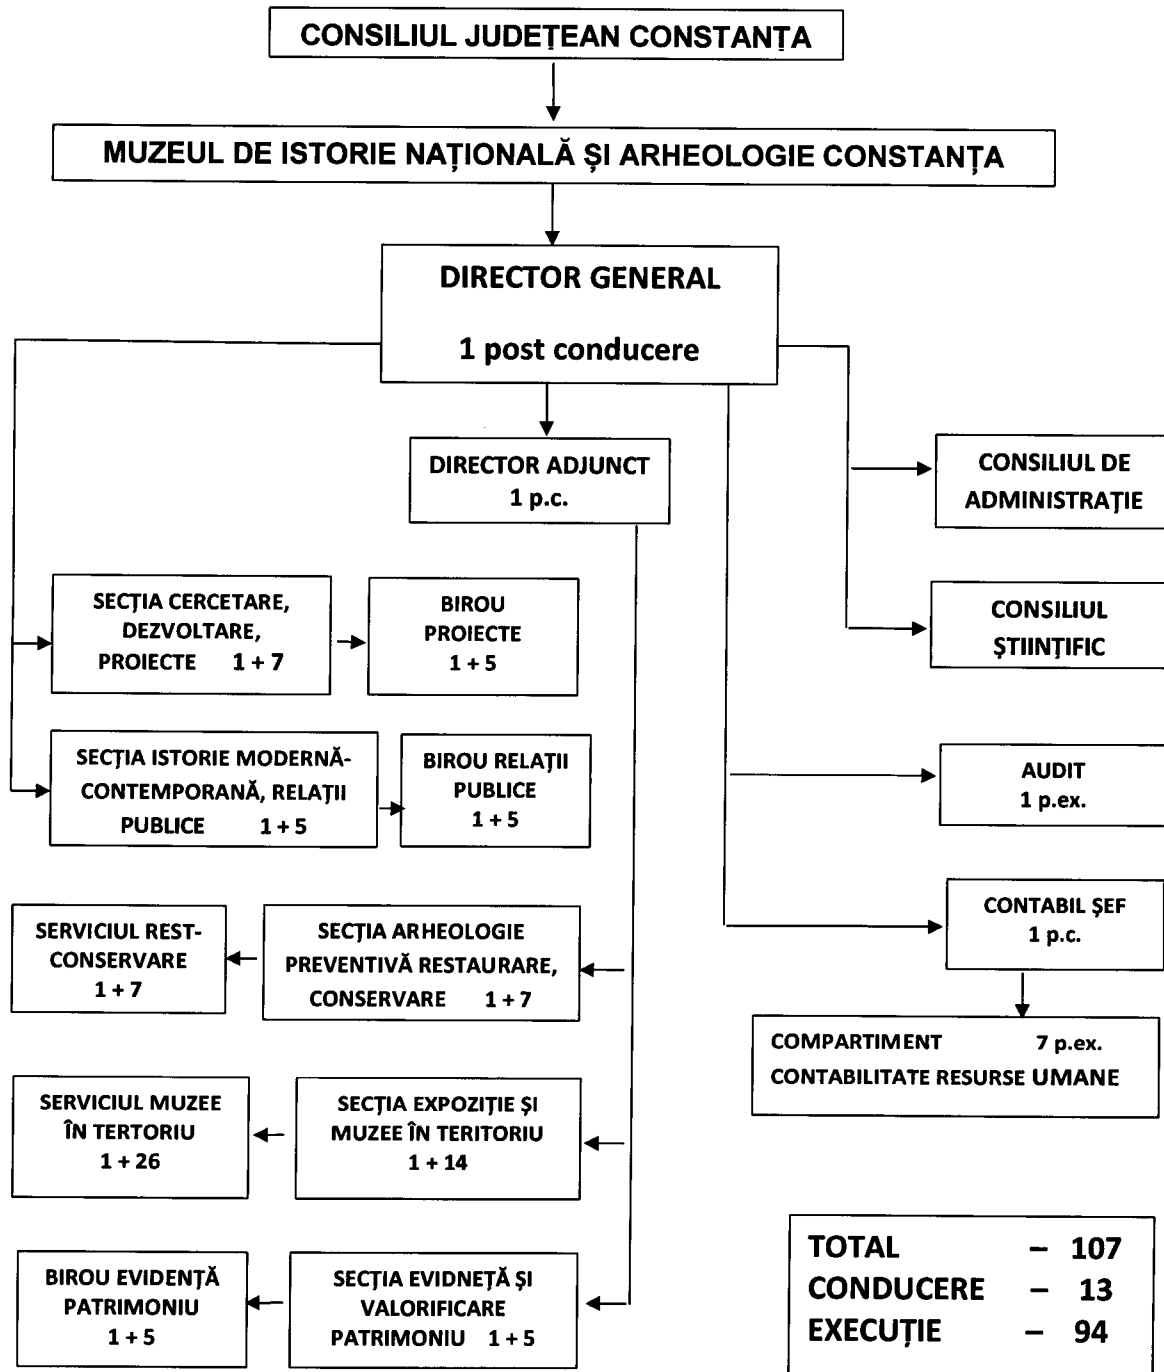 CONSILIUL JUDEȚEAN CONSTANȚA
MUZEUL DE ISTORIE NAȚIONALĂ ȘI ARHEOLOGIE CONSTANȚA
DIRECTOR GENERAL
1 post conducere
DIRECTOR ADJUNCT
1 p.c.
CONSILIUL DE
ADMINISTRAȚIE
SECȚIA CERCETARE,
DEZVOLTARE,
PROIECTE 1 + 7
BIROU
PROIECTE
1 + 5
CONSILIUL
ȘTIINȚIFIC
SECȚIA ISTORIE MODERNĂ-
CONTEMPORANĂ, RELAȚII
PUBLICE 1 + 5
BIROU RELAȚII
PUBLICE
1 + 5
AUDIT
1 p.ex.
SERVICIUL REST-
CONSERVARE
1 + 7
SECȚIA ARHEOLOGIE
PREVENTIVĂ RESTAURARE,
CONSERVARE 1 + 7
CONTABIL ȘEF
1 p.c.
COMPARTIMENT 7 p.ex.
CONTABILITATE RESURSE UMANE
SERVICIUL MUZEE
ÎN TERTORIU
1 + 26
SECȚIA EXPOZIȚIE ȘI
MUZEE ÎN TERITORIU
1 + 14
BIROU EVIDENȚĂ
PATRIMONIU
1 + 5
SECȚIA EVIDNEȚĂ ȘI
VALORIFICARE
PATRIMONIU 1 + 5
TOTAL – 107
CONDUCERE – 13
EXECUȚIE – 94